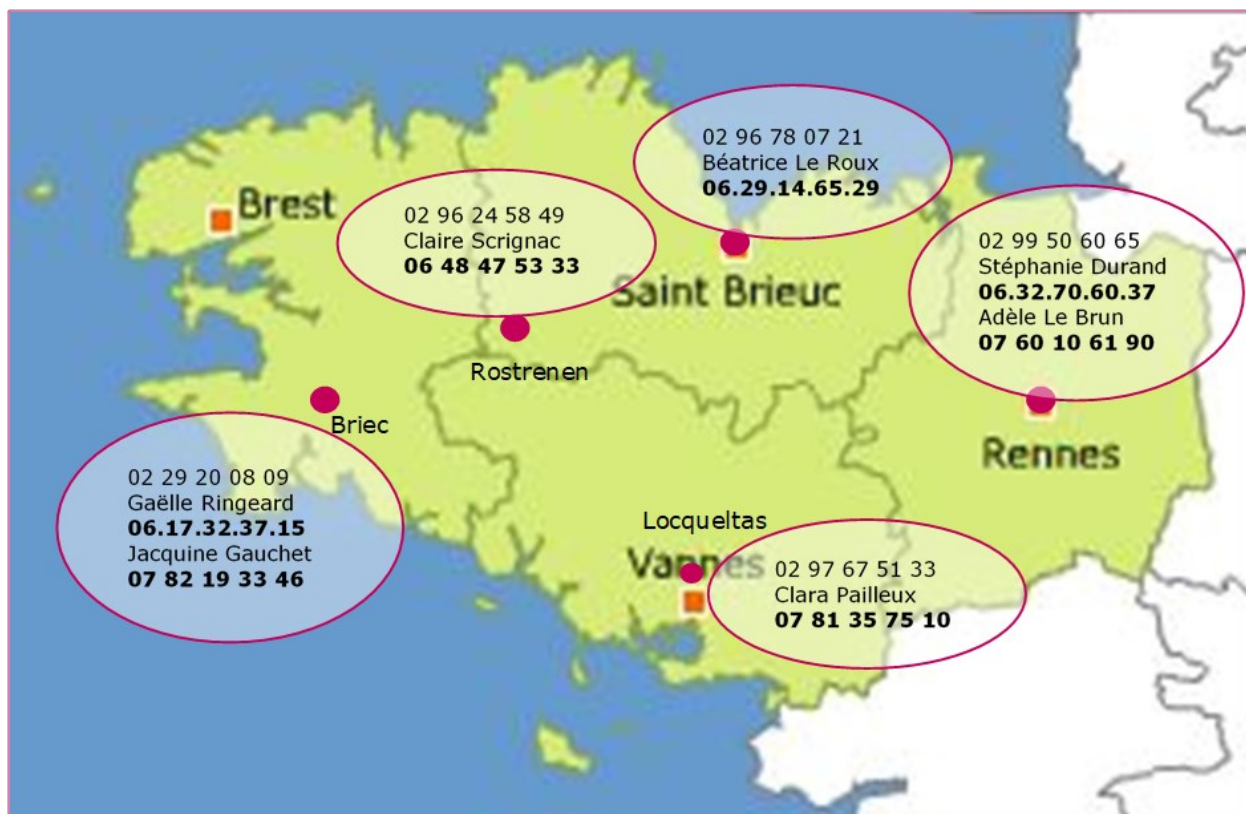 02 96 78 07 21
Béatrice Le Roux
06.29.14.65.29
Brest
02 96 24 58 49
Claire Scrignac
06 48 47 53 33
Saint Brieuc
02 99 50 60 65
Stéphanie Durand
06.32.70.60.37
Adèle Le Brun
07 60 10 61 90
Rostrenen
Briec
Rennes
02 29 20 08 09
Gaëlle Ringeard
06.17.32.37.15
Jacquine Gauchet
07 82 19 33 46
Locqueltas
Vannes
02 97 67 51 33
Clara Pailleux
07 81 35 75 10